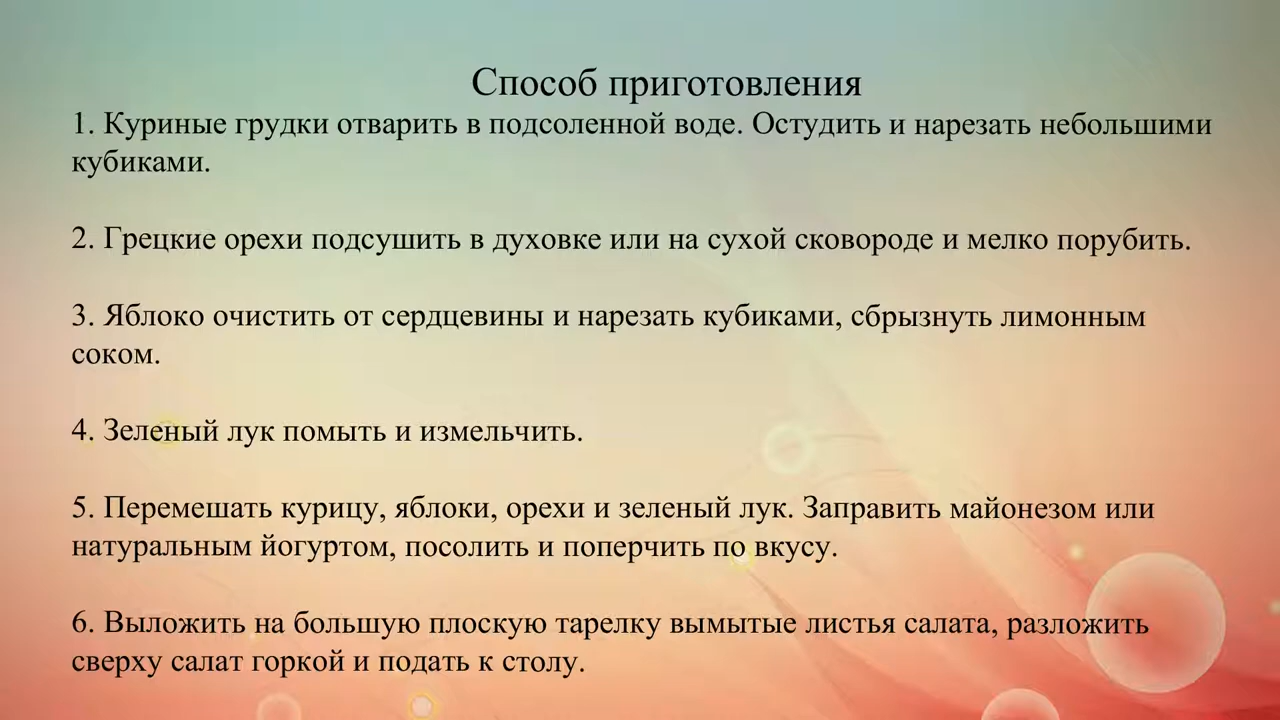 Способ приготовления
1. Куриные грудки отварить в подсоленной воде. Остудить и нарезать небольшими
кубиками.
2. Грецкие орехи подсушить в духовке или на сухой сковороде и мелко порубить.
3. Яблоко очистить от сердцевины и нарезать кубиками, сбрызнуть лимонным
соком.
4. Зеленый лук помыть и измельчить.
5. Перемешать курицу, яблоки, орехи и зеленый лук. Заправить майонезом или
натуральным йогуртом, посолить и поперчить по вкусу.
6. Выложить на большую плоскую тарелку вымытые листья салата, разложить
сверху салат горкой и подать к столу.